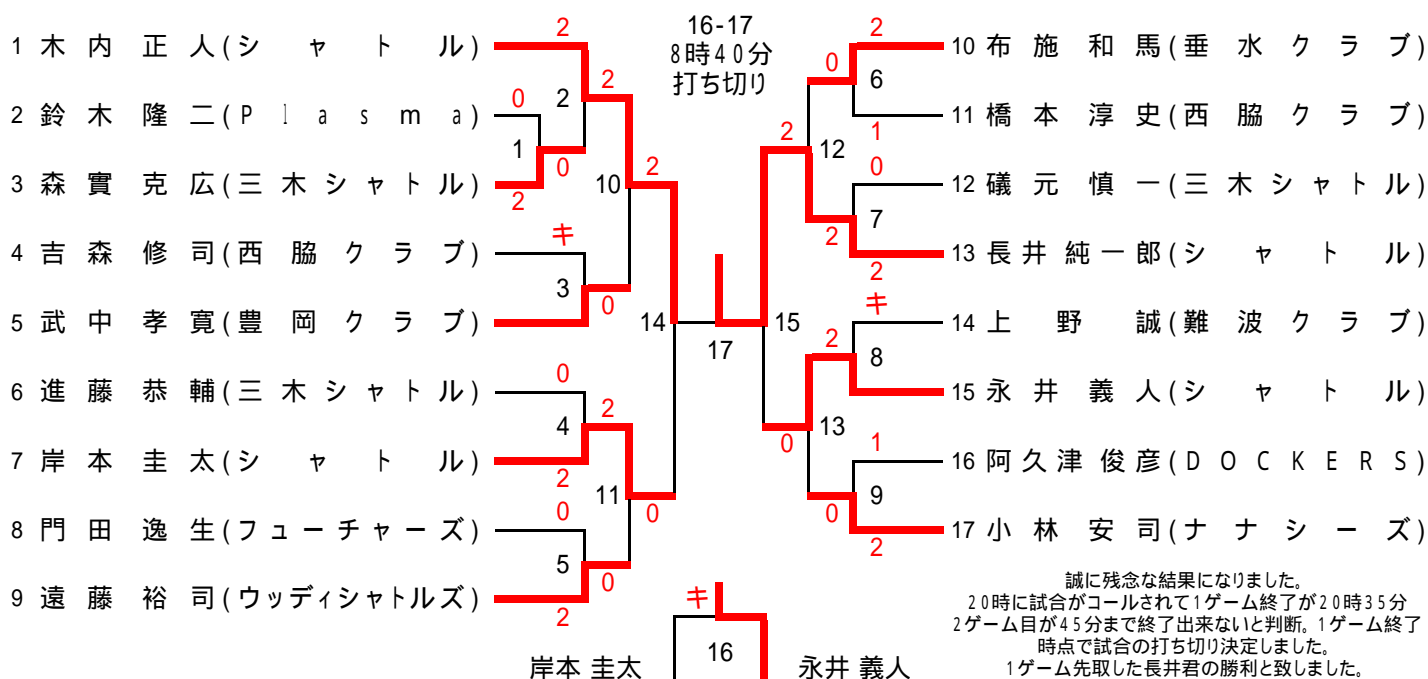 1 木内正人(シャトル)
2 鈴木隆二(Plasma)
3 森實克広(三木シャトル)
4 吉森修司(西脇クラブ)
5 武中孝寛(豊岡クラブ)
6 進藤恭輔(三木シャトル)
7 岸本圭太(シャトル)
8 門田逸生(フューチャーズ)
9 遠藤裕司(ウッディシャトルズ)
2
0
2
キ
0
2
0
2
1
2
3
4
5
2
0
0
2
0
10
11
2
0
14
16-17
8時40分
打ち切り
17
2
0
15
12
13
0
2
2
0
6
7
8
9
2
1
0
2
キ
1
2
10 布施和馬(垂水クラブ)
11 橋本淳史(西脇クラブ)
12 礒元慎一(三木シャトル)
13 長井純一郎(シャトル)
14 上野誠(難波クラブ)
15 永井義人(シャトル)
16 阿久津俊彦(DOCKERS)
17 小林安司(ナナシーズ)
キ
16
岸本 圭太
永井 義人
誠に残念な結果になりました。
20時に試合がコールされて1ゲーム終了が20時35分
2ゲーム目が45分まで終了出来ないと判断。1ゲーム終了
時点で試合の打ち切り決定しました。
1ゲーム先取した長井君の勝利と致しました。